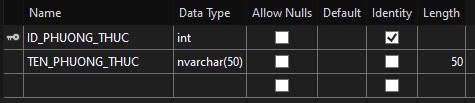 Name Data Type Allow Nulls Default Identity Length
ID_PHUONG_THUC int
TEN_PHUONG_THUC nvarchar(50) 50